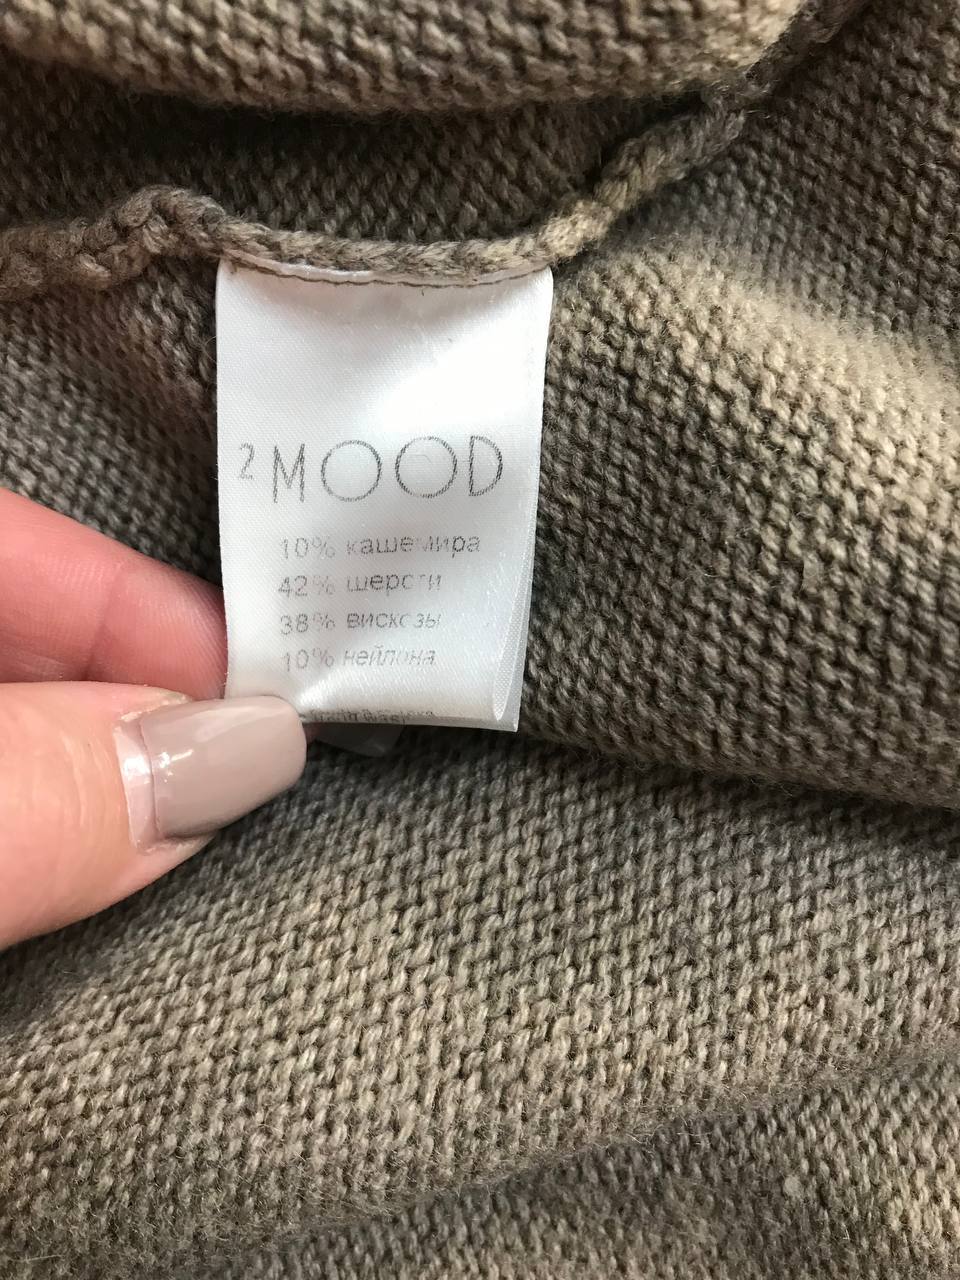 2MOOD
10% кашемира
42% шерсти
38% вискозы
10% нейлона